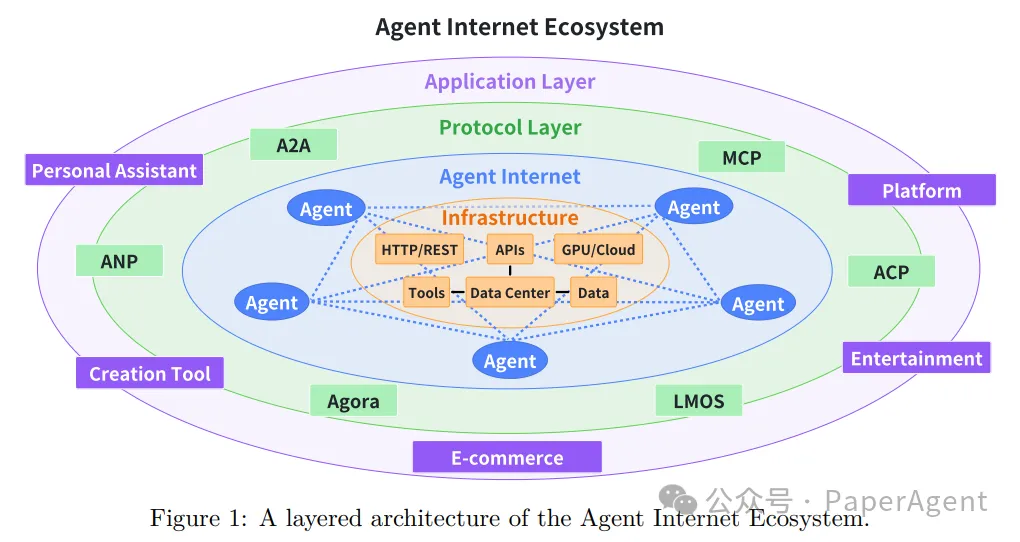 Agent Internet Ecosystem
Application Layer
Protocol Layer
A2A
MCP
Personal Assistant
Agent Internet
Platform
Agent
Agent
Infrastructure
HTTP/REST
APIs
GPU/Cloud
ANP
ACP
Tools
Data Center
Data
Agent
Agent
Agent
Entertainment
Creation Tool
Agora
LMOS
E-commerce
公众号 · PaperAgent
Figure 1: A layered architecture of the Agent Internet Ecosystem.